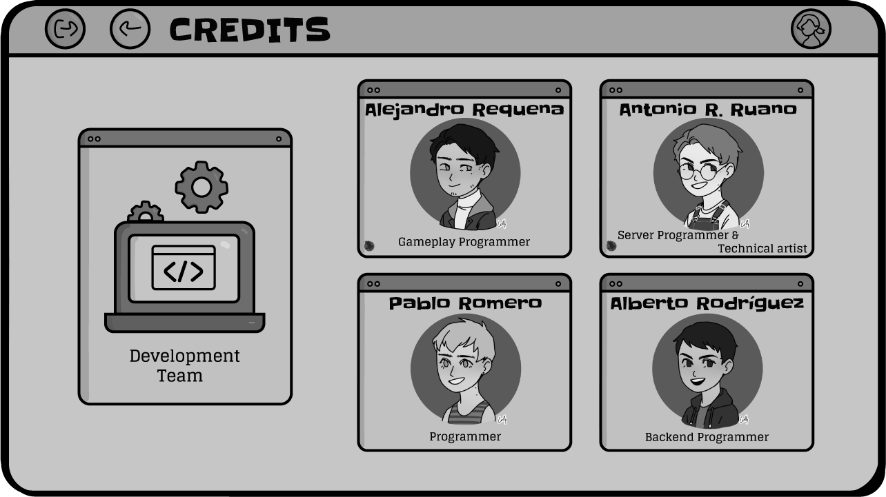 CREDITS
Alejandro Requena
Gameplay Programmer
Antonio R. Ruano
Server Programmer &
Technical artist
</>
Development
Team
Pablo Romero
Programmer
Alberto Rodríguez
Backend Programmer